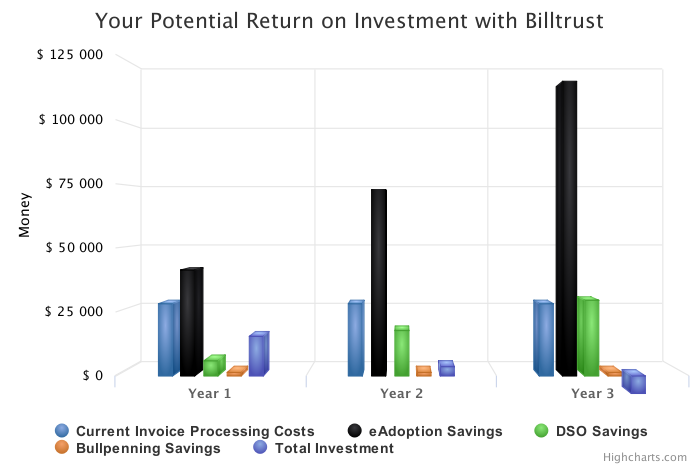 Your Potential Return on Investment with Billtrust
$ 125 000
$ 100 000
$ 75 000
$ 50 000
$ 25 000
$ 0
Money
Year 1 Year 2 Year 3
Current Invoice Processing Costs eAdoption Savings DSO Savings
Bullpenning Savings Total Investment
Highcharts.com